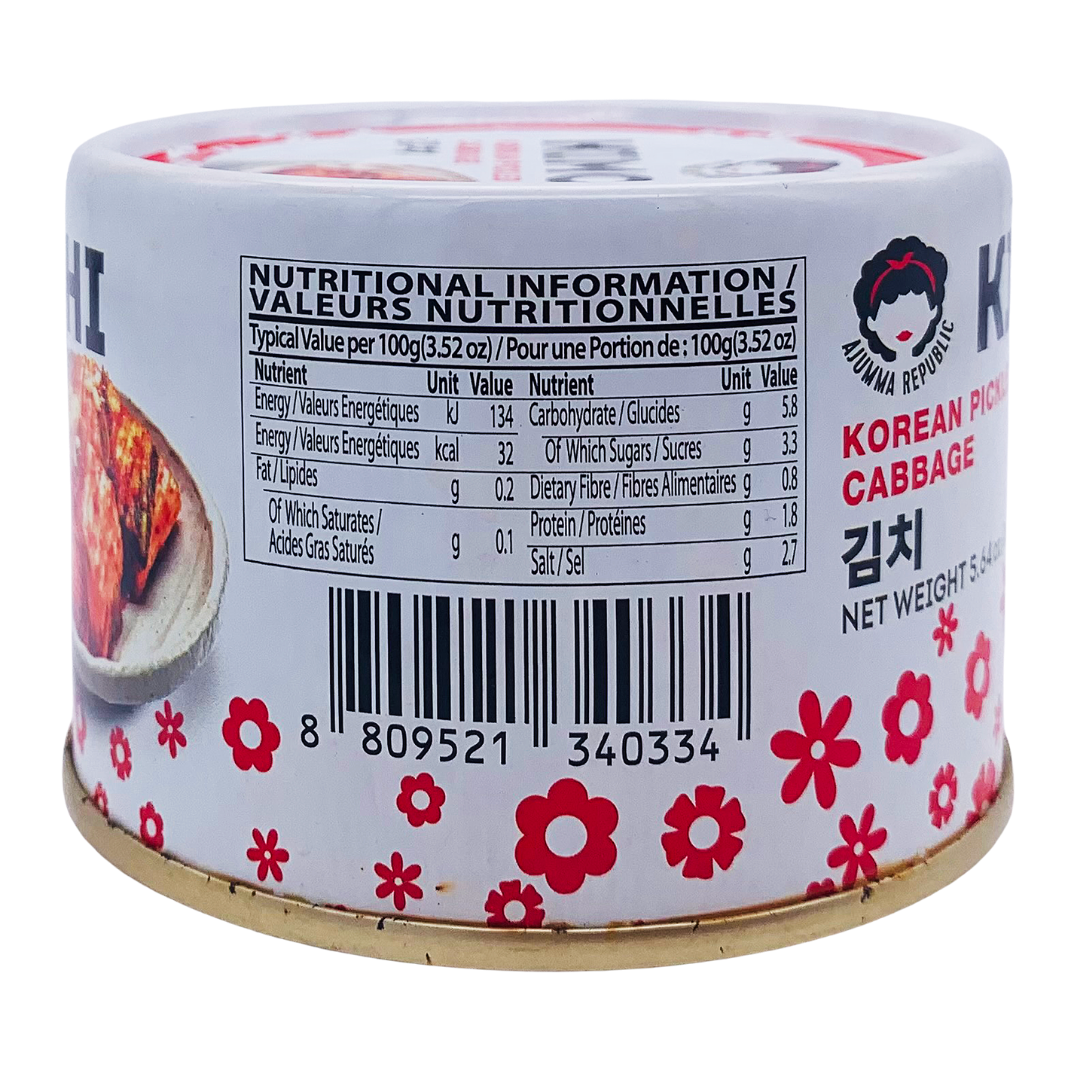 NUTRITIONAL INFORMATION /
VALEURS NUTRITIONNELLES
Typical Value per 100g(3.52 oz) / Pour une Portion de : 100g(3.52 oz)
Nutrient Unit Value Nutrient Unit Value
Energy/Valeurs Energétiques kJ 134 Carbohydrate/Glucides g 5.8
Energy/Valeurs Energétiques kcal 32 Of Which Sugars/Sucres g 3.3
Fat/Lipides g 0.2 Dietary Fibre/Fibres Alimentaires g 0.8
Of Which Saturates/
Acides Gras Saturés g 0.1
Protein/Protéines g 1.8
Salt/Sel g 2.7
8 809521 340334
HI
AJUMMA REPUBLIC
KOREAN
CABBAGE
김치
NET WEIGHT 5.64